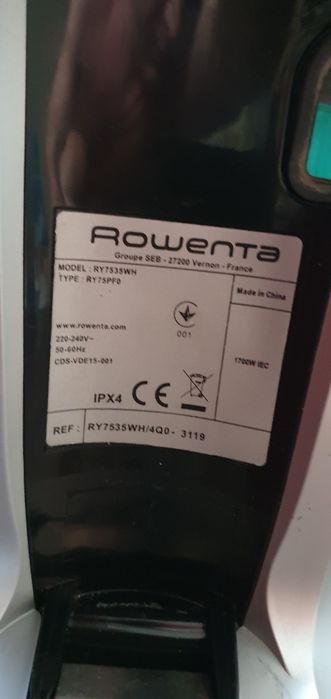 Rowenta
Groupe SEB - 27200 Vernon - France
MODEL : RY7535WH
TYPE : RY75PF0
Made in China
www.rowenta.com
220-240V~
50-60Hz
CDS-VDE15-001
001
1700W IEC
IPX4 CE
REF : RY7535WH/4Q0- 3119